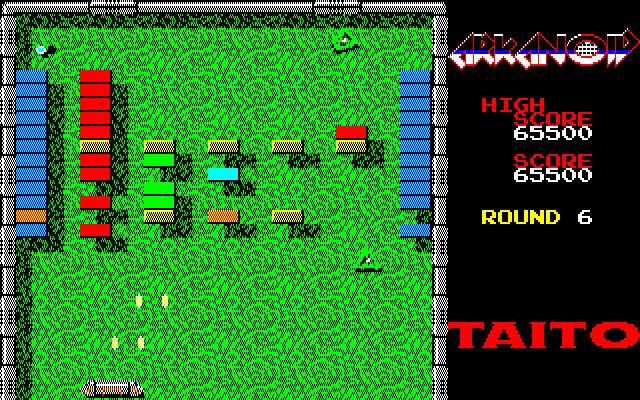 ARKANOID
HIGH
SCORE
65500
SCORE
65500
ROUND 6
TAITO